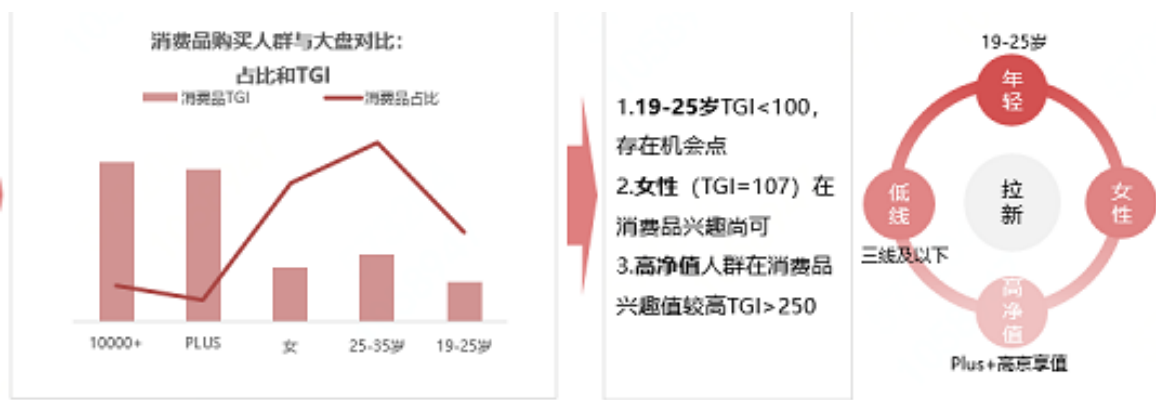 消费品购买人群与大盘对比：
占比和TGI
消费品TGI
消费品占比
10000+
PLUS
女
25-35岁
19-25岁
1.19-25岁TGI<100，
存在机会点
2.女性（TGI=107）在
消费品兴趣尚可
3.高净值人群在消费品
兴趣值较高TGI>250
19-25岁
年
轻
低
线
拉
新
女
性
三线及以下
高
净
值
Plus+高京享值